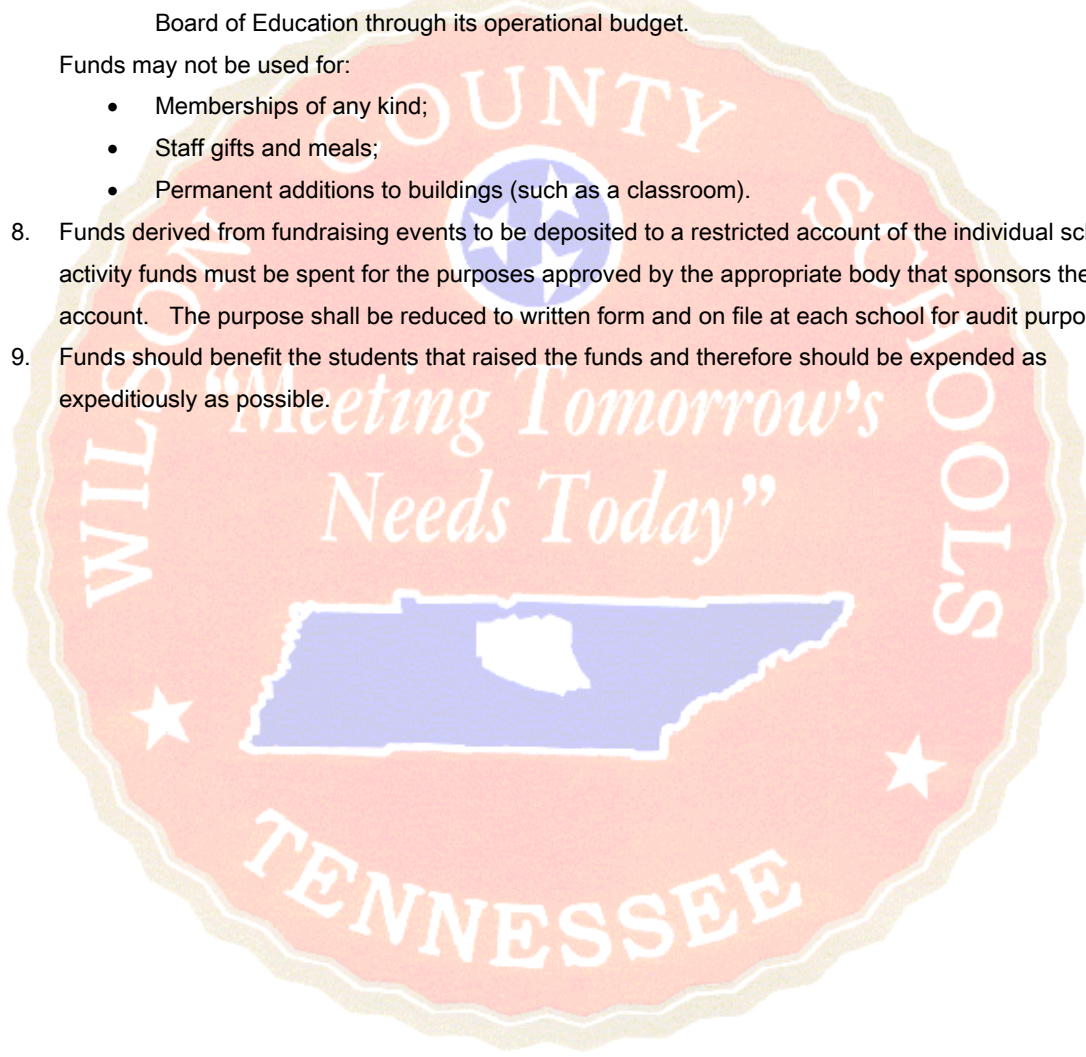 Board of Education through its operational budget.
Funds may not be used for:
• Memberships of any kind;
• Staff gifts and meals;
• Permanent additions to buildings (such as a classroom).
8. Funds derived from fundraising events to be deposited to a restricted account of the individual
activity funds must be spent for the purposes approved by the appropriate body that sponsors the
account. The purpose shall be reduced to written form and on file at each school for audit
9. Funds should benefit the students that raised the funds and therefore should be expended as
expeditiously as possible.
WILSON COUNTY SCHOOLS
"Meeting Tomorrow's
Needs Today"
TENNESSEE